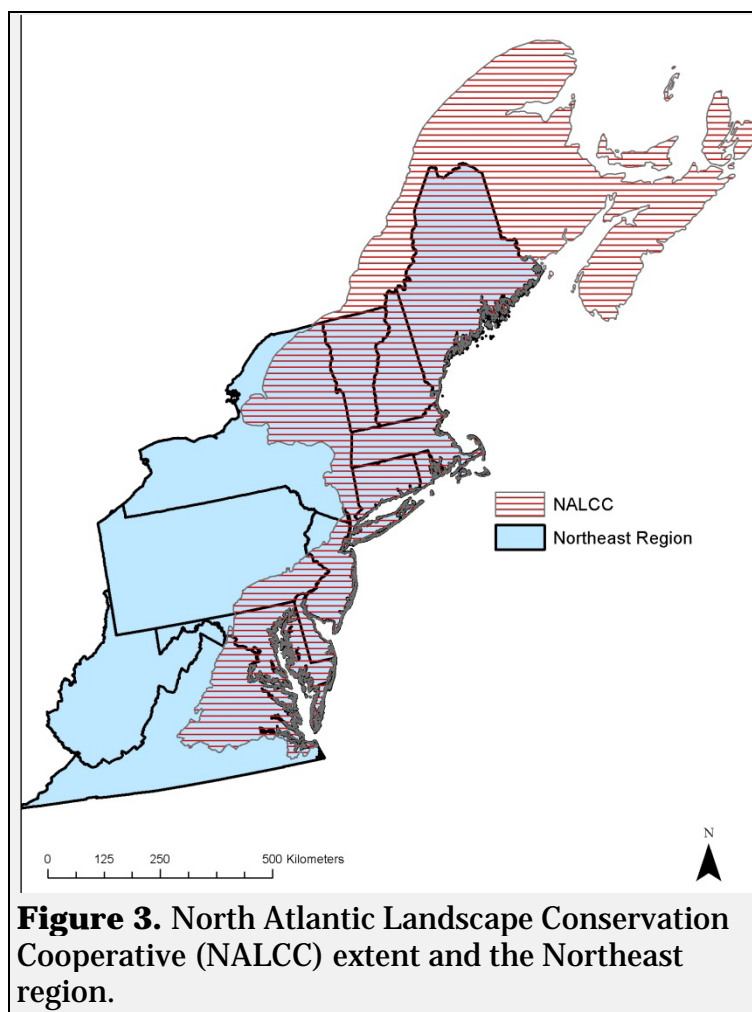 NALCC
Northeast Region
N
0 125 250 500 Kilometers
Figure 3. North Atlantic Landscape Conservation
Cooperative (NALCC) extent and the Northeast
region.